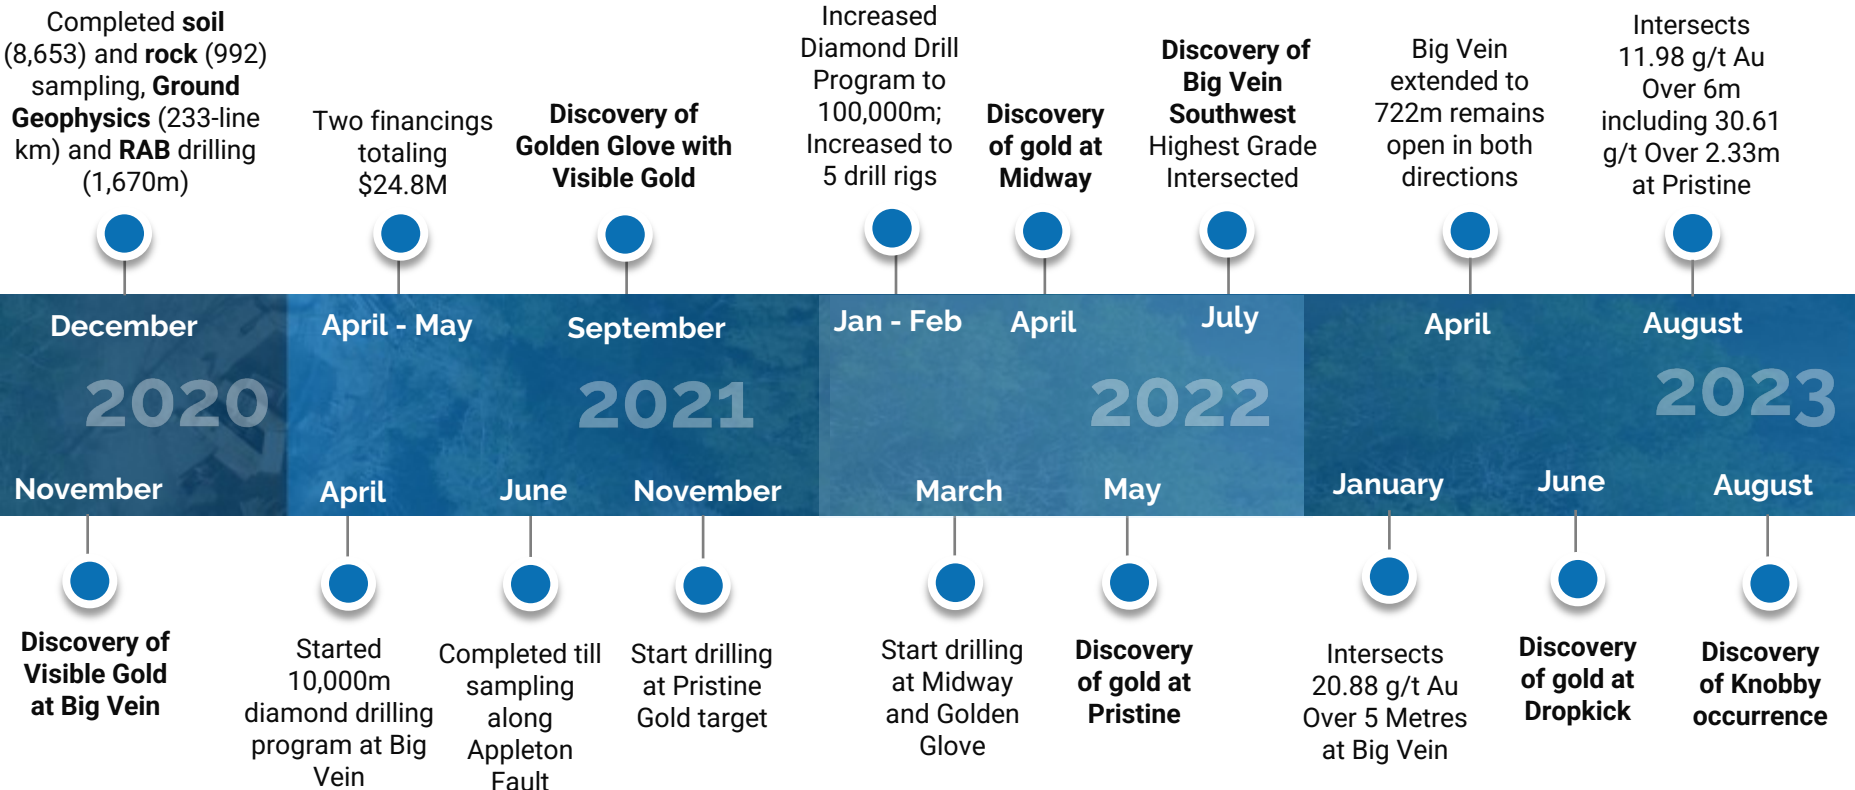 Completed soil
(8,653) and rock (992)
sampling, Ground
Geophysics (233-line
km) and RAB drilling
(1,670m)
Two financings
totaling
$24.8M
Discovery of
Golden Glove with
Visible Gold
Increased
Diamond Drill
Program to
100,000m;
Increased to
5 drill rigs
Discovery
of gold at
Midway
Discovery of
Big Vein
Southwest
Highest Grade
Intersected
Big Vein
extended to
722m remains
open in both
directions
Intersects
11.98 g/t Au
Over 6m
including 30.61
g/t Over 2.33m
at Pristine
December
April - May
September
Jan - Feb
April
July
April
August
2020
2021
2022
2023
November
April
June
November
March
May
January
June
August
Discovery of
Visible Gold
at Big Vein
Started
10,000m
diamond drilling
program at Big
Vein
Completed till
sampling
along
Appleton
Fault
Start drilling
at Pristine
Gold target
Start drilling
at Midway
and Golden
Glove
Discovery
of gold at
Pristine
Intersects
20.88 g/t Au
Over 5 Metres
at Big Vein
Discovery
of gold at
Dropkick
Discovery
of Knobby
occurrence